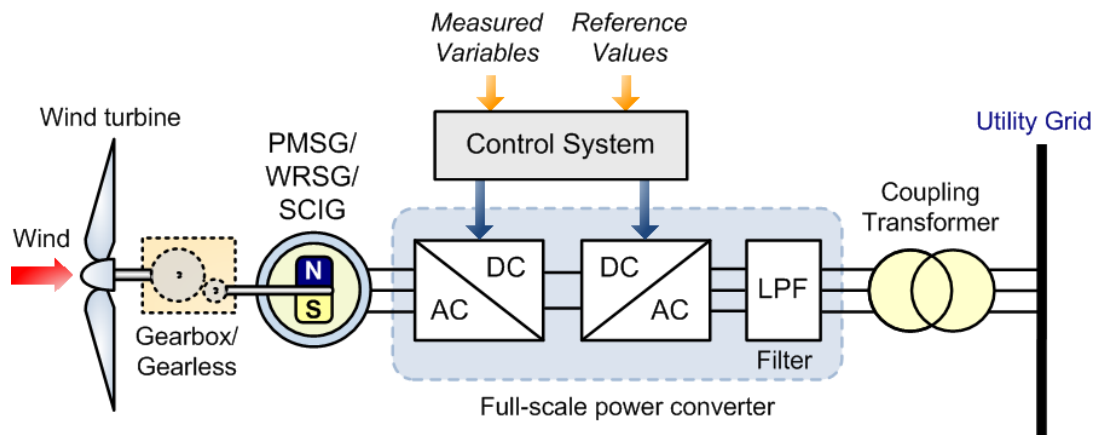 Measured
Variables
Reference
Values
Wind turbine
Control System
Utility Grid
PMSG/
WRSG/
SCIG
Coupling
Transformer
Wind
N
S
DC
AC
DC
AC
LPF
Gearbox/
Gearless
Filter
Full-scale power converter